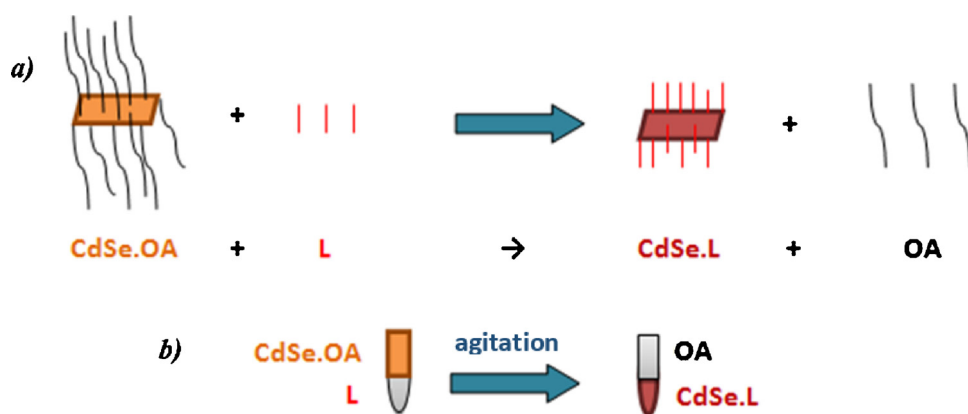 a)
+ +
CdSe.OA + L → CdSe.L + OA
b) CdSe.OA agitation OA
L CdSe.L